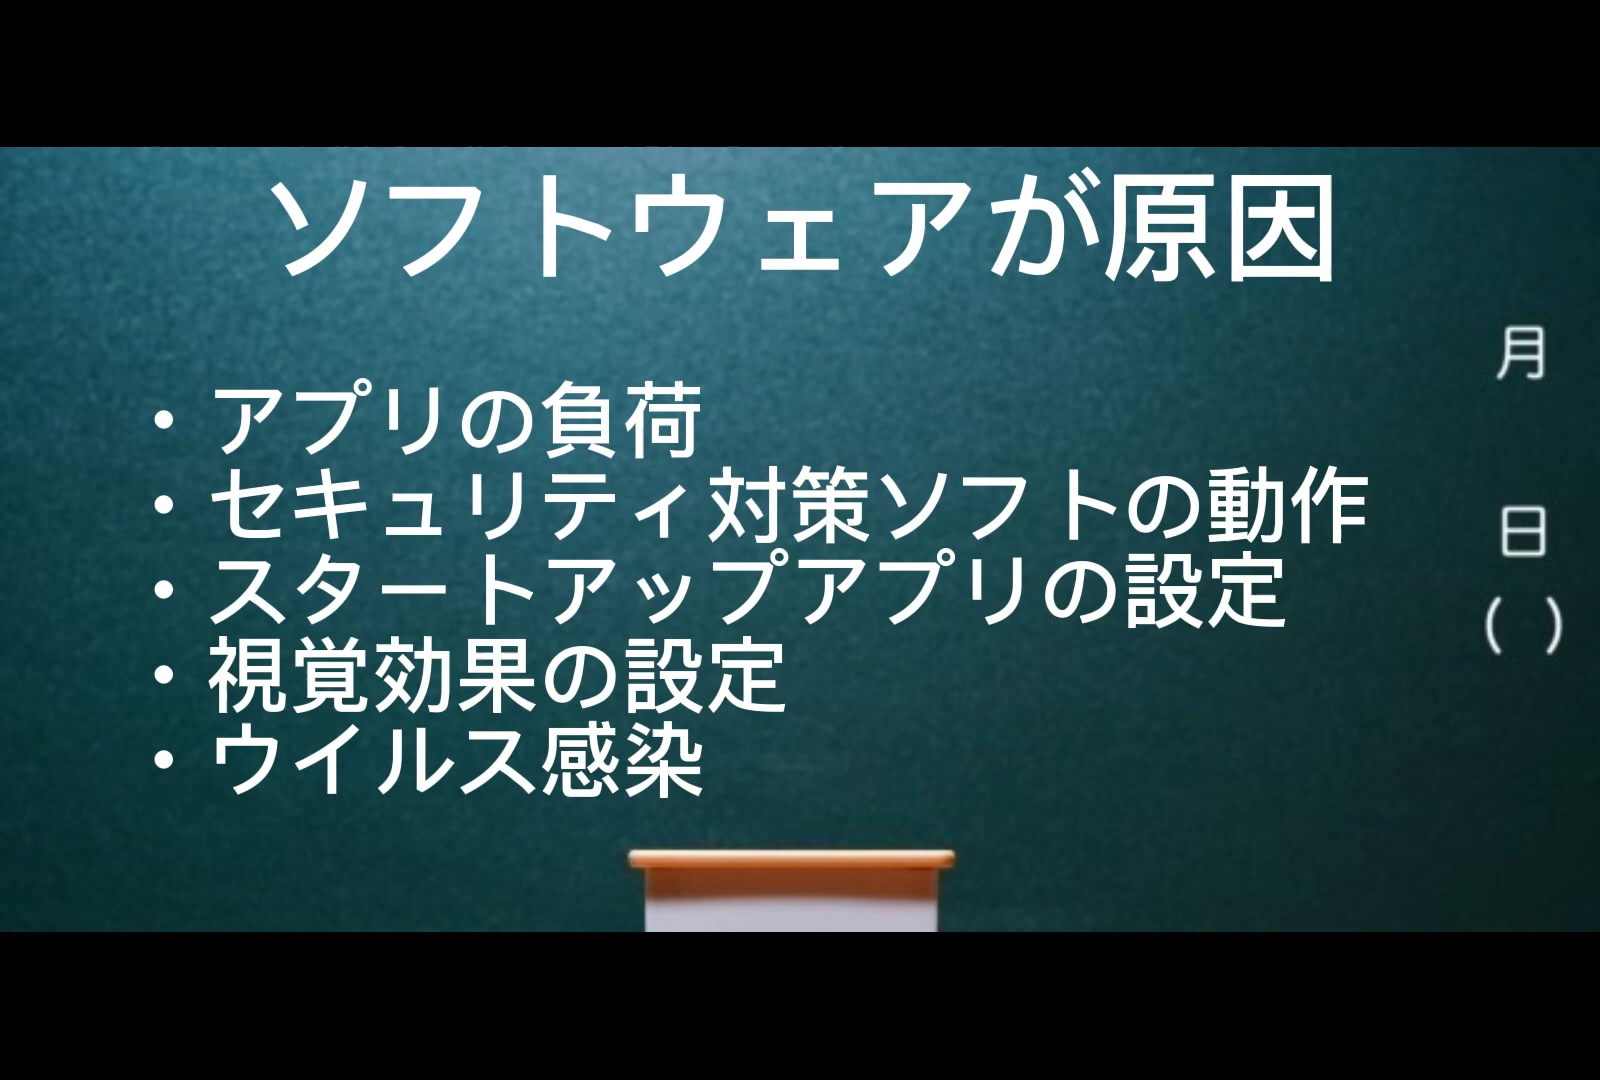 ソフトウェアが原因
・アプリの負荷
・セキュリティ対策ソフトの動作
・スタートアップアプリの設定
・視覚効果の設定
・ウイルス感染
月
日
( )